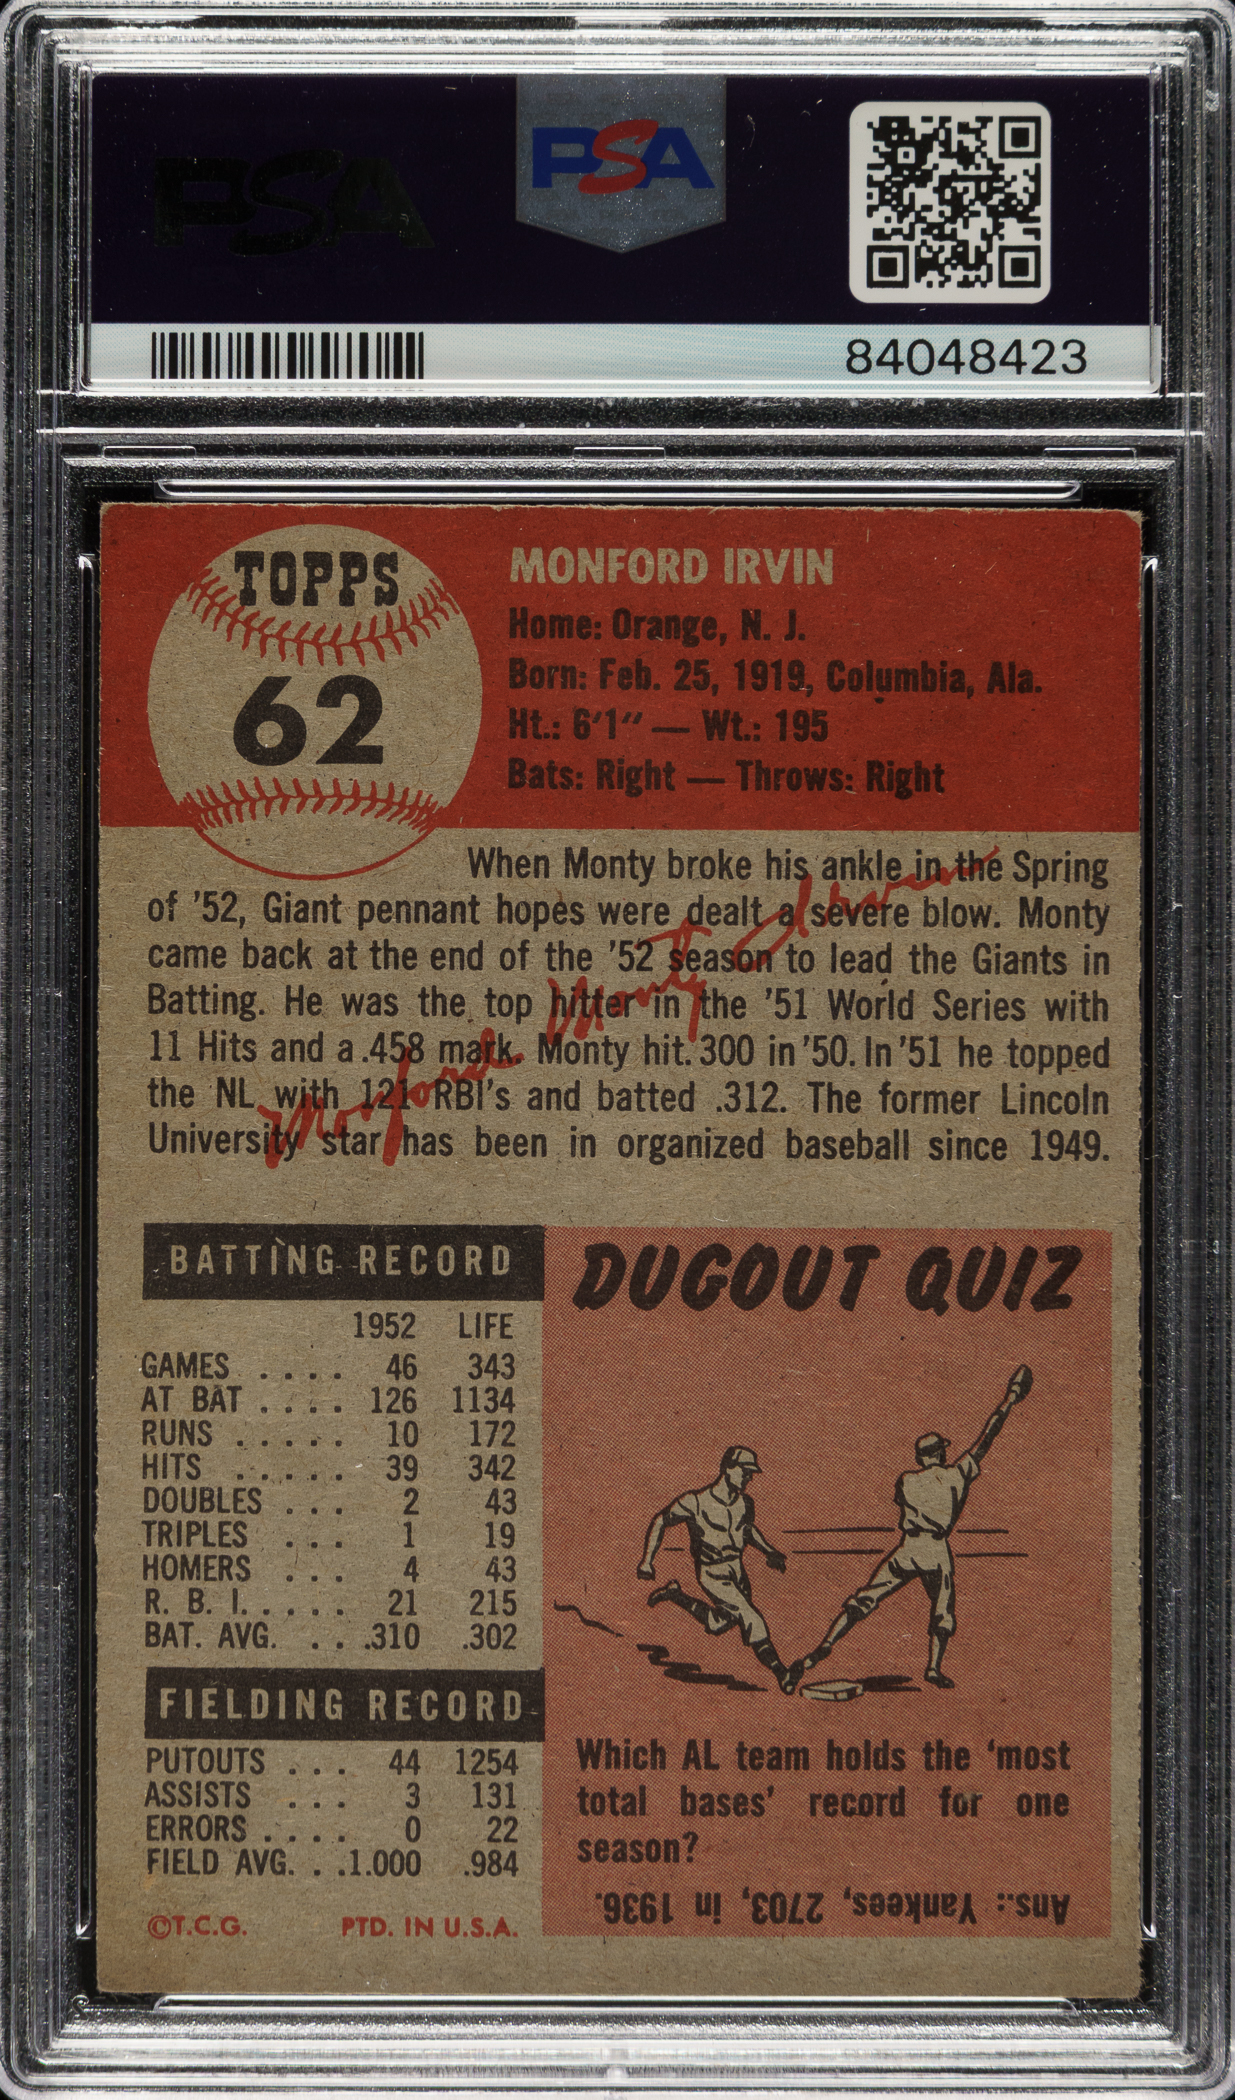 PSA
PSA
84048423
TOPPS
62
MONFORD IRVIN
Home: Orange, N. J.
Born: Feb. 25, 1919, Columbia, Ala.
Ht.: 6'1" — Wt.: 195
Bats: Right — Throws: Right
When Monty broke his ankle in the Spring
of '52, Giant pennant hopes were dealt a severe blow. Monty
came back at the end of the '52 season to lead the Giants in
Batting. He was the top hitter in the '51 World Series with
11 Hits and a .458 mark. Monty hit .300 in '50. In '51 he topped
the NL with 121 RBI's and batted .312. The former Lincoln
University star has been in organized baseball since 1949.
Monford Monty Irvin
BATTING RECORD
1952 LIFE
GAMES .... 46 343
AT BAT .... 126 1134
RUNS ..... 10 172
HITS ..... 39 342
DOUBLES ... 2 43
TRIPLES ... 1 19
HOMERS ... 4 43
R. B. I. .... 21 215
BAT. AVG. ... .310 .302
FIELDING RECORD
PUTOUTS ... 44 1254
ASSISTS ... 3 131
ERRORS .... 0 22
FIELD AVG. .. .1.000 .984
©T.C.G. PTD. IN U.S.A.
DUGOUT QUIZ
Which AL team holds the 'most
total bases' record for one
season?
Ans.: Yankees, 2703, in 1936.